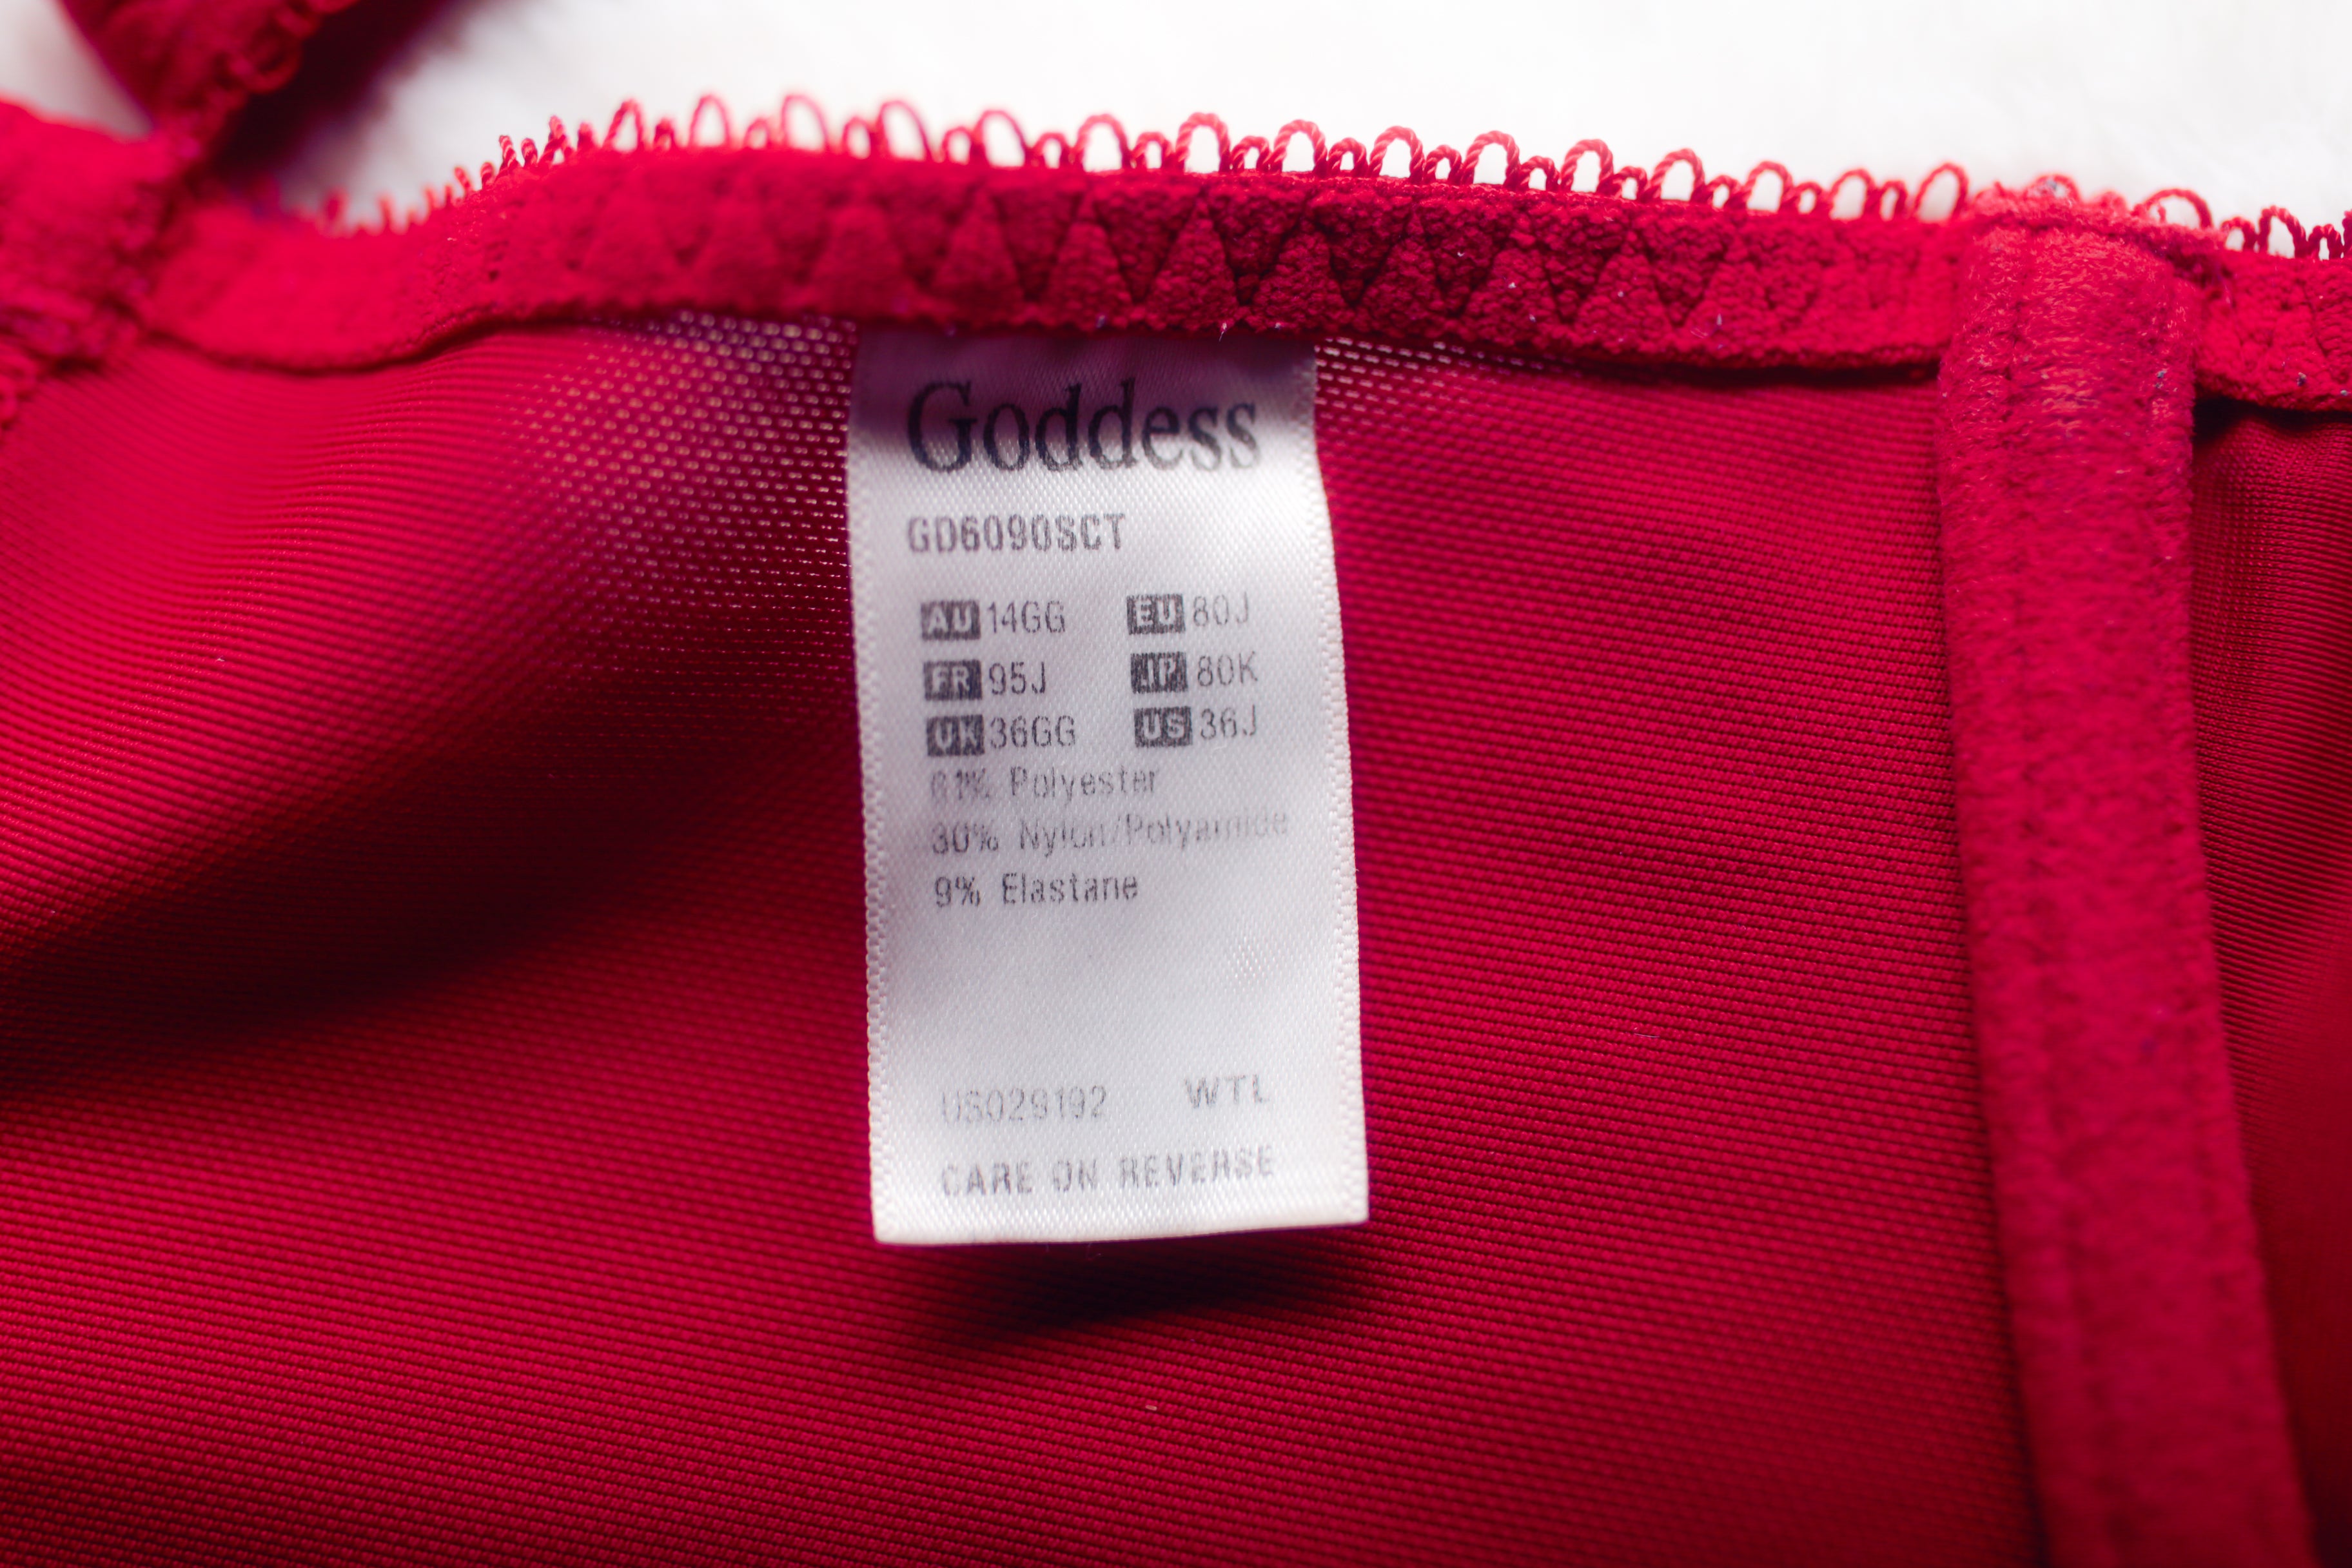 Goddess
GD6090SCT
AU 14GG EU 80J
FR 95J JP 80K
UK 36GG US 36J
61% Polyester
30% Nylon/Polyamide
9% Elastane
US029192 WTL
CARE ON REVERSE